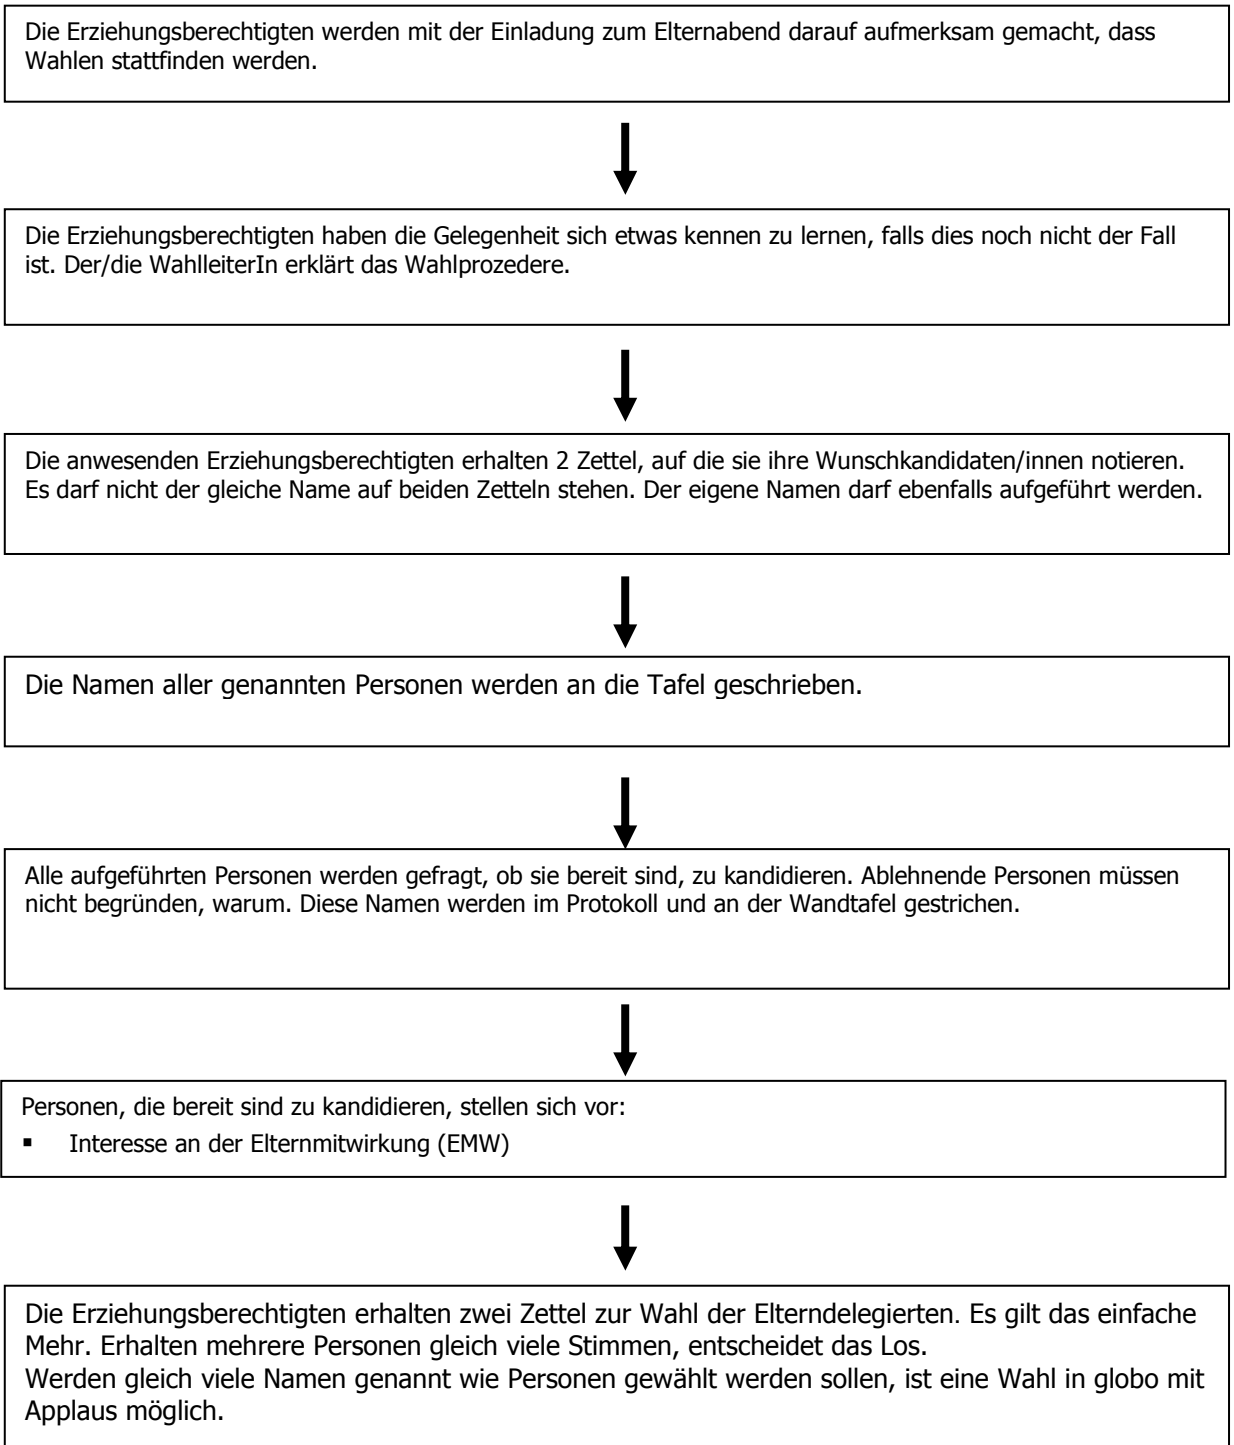 Die Erziehungsberechtigten werden mit der Einladung zum Elternabend darauf aufmerksam gemacht, dass
Wahlen stattfinden werden.
Die Erziehungsberechtigten haben die Gelegenheit sich etwas kennen zu lernen, falls dies noch nicht der Fall
ist. Der/die WahlleiterIn erklärt das Wahlprozedere.
Die anwesenden Erziehungsberechtigten erhalten 2 Zettel, auf die sie ihre Wunschkandidaten/innen notieren.
Es darf nicht der gleiche Name auf beiden Zetteln stehen. Der eigene Namen darf ebenfalls aufgeführt werden.
Die Namen aller genannten Personen werden an die Tafel geschrieben.
Alle aufgeführten Personen werden gefragt, ob sie bereit sind, zu kandidieren. Ablehnende Personen müssen
nicht begründen, warum. Diese Namen werden im Protokoll und an der Wandtafel gestrichen.
Personen, die bereit sind zu kandidieren, stellen sich vor:
▪ Interesse an der Elternmitwirkung (EMW)
Die Erziehungsberechtigten erhalten zwei Zettel zur Wahl der Elterndelegierten. Es gilt das einfache
Mehr. Erhalten mehrere Personen gleich viele Stimmen, entscheidet das Los.
Werden gleich viele Namen genannt wie Personen gewählt werden sollen, ist eine Wahl in globo mit
Applaus möglich.